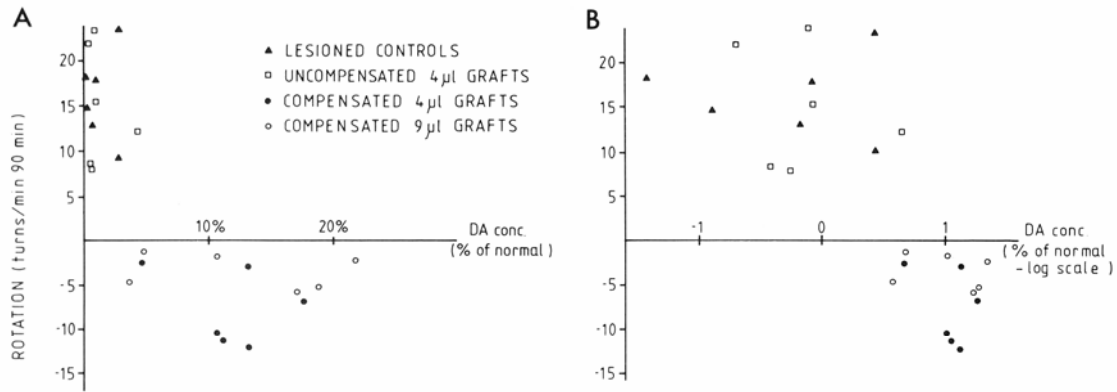 A
ROTATION (turns/min 90 min)
20
15
10
5
-5
-10
-15
10%
20%
DA conc.
(% of normal)
▲ LESIONED CONTROLS
□ UNCOMPENSATED 4µl GRAFTS
● COMPENSATED 4µl GRAFTS
○ COMPENSATED 9µl GRAFTS
B
20
15
10
5
-5
-10
-15
-1
0
1
DA conc.
(% of normal
-log scale)